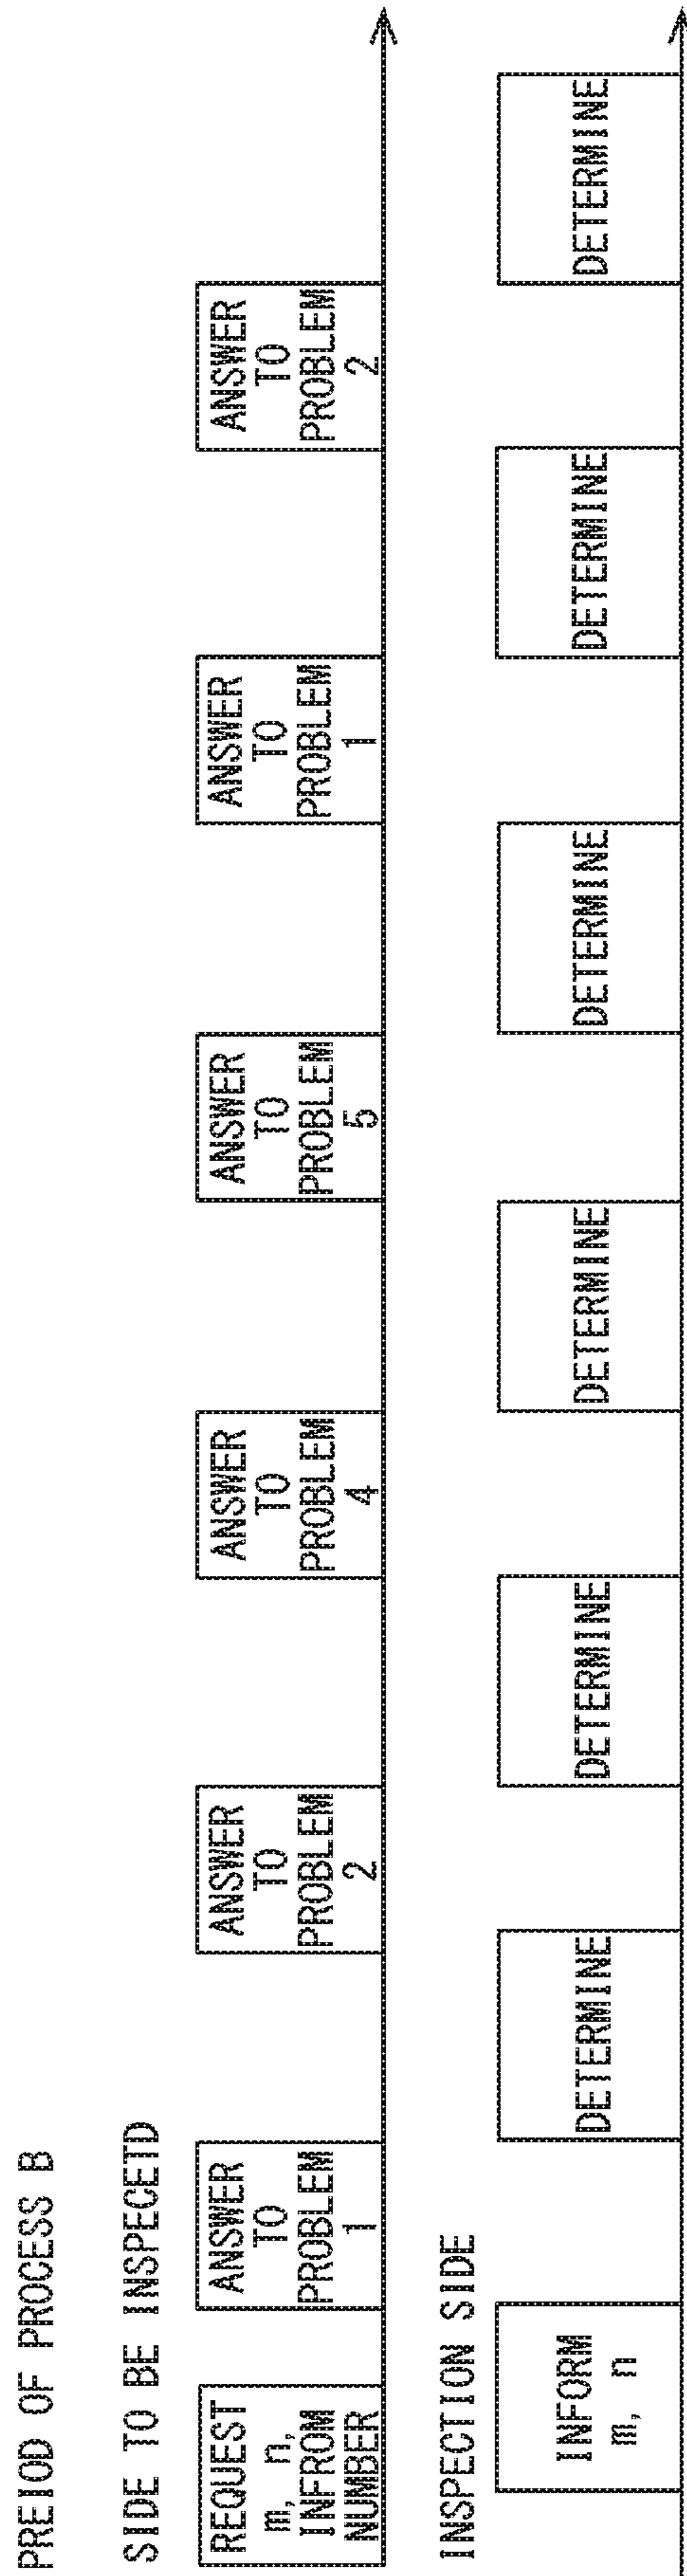 PREIOD OF PROCESS B
SIDE TO BE INSPECETD
REQUEST
m, n,
INFROM
NUMBER
ANSWER
TO
PROBLEM
1
ANSWER
TO
PROBLEM
2
ANSWER
TO
PROBLEM
4
ANSWER
TO
PROBLEM
5
ANSWER
TO
PROBLEM
1
ANSWER
TO
PROBLEM
2
INSPECTION SIDE
INFORM
m, n
DETERMINE
DETERMINE
DETERMINE
DETERMINE
DETERMINE
DETERMINE